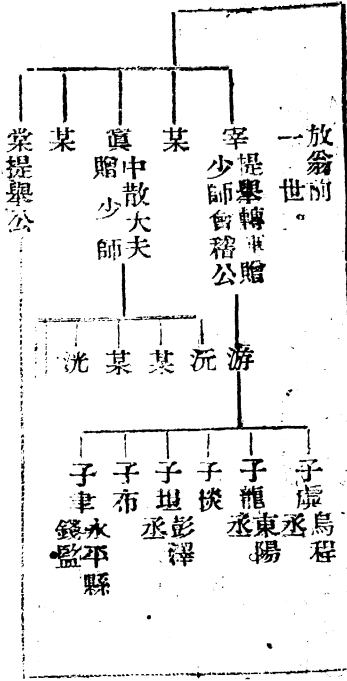 放翁前
一世。
宰 提舉轉運贈
少師會稽公
某
寘 中散大夫
贈少師
某
棠提舉公
游
沅
某
某
洸
子虡 烏程
丞
子龍 東陽
丞
子惔
子坦 彭澤
丞
子布
子聿 永平縣
錢監